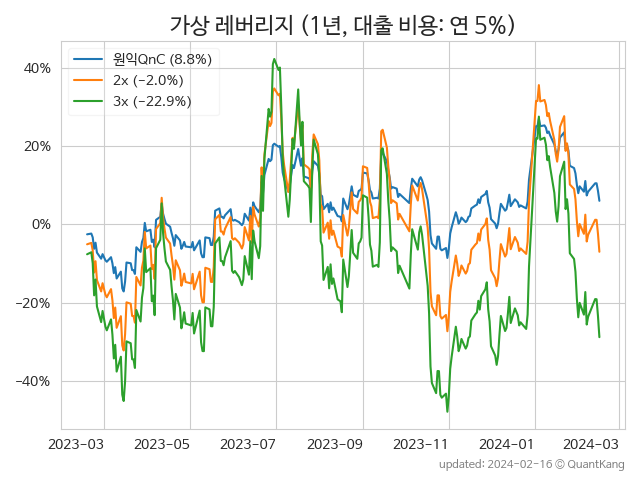 가상 레버리지 (1년, 대출 비용: 연 5%)
원익QnC (8.8%)
2x (−2.0%)
3x (−22.9%)
40%
20%
0%
−20%
−40%
2023−03 2023−05 2023−07 2023−09 2023−11 2024−01 2024−03
updated: 2024−02−16 © QuantKang